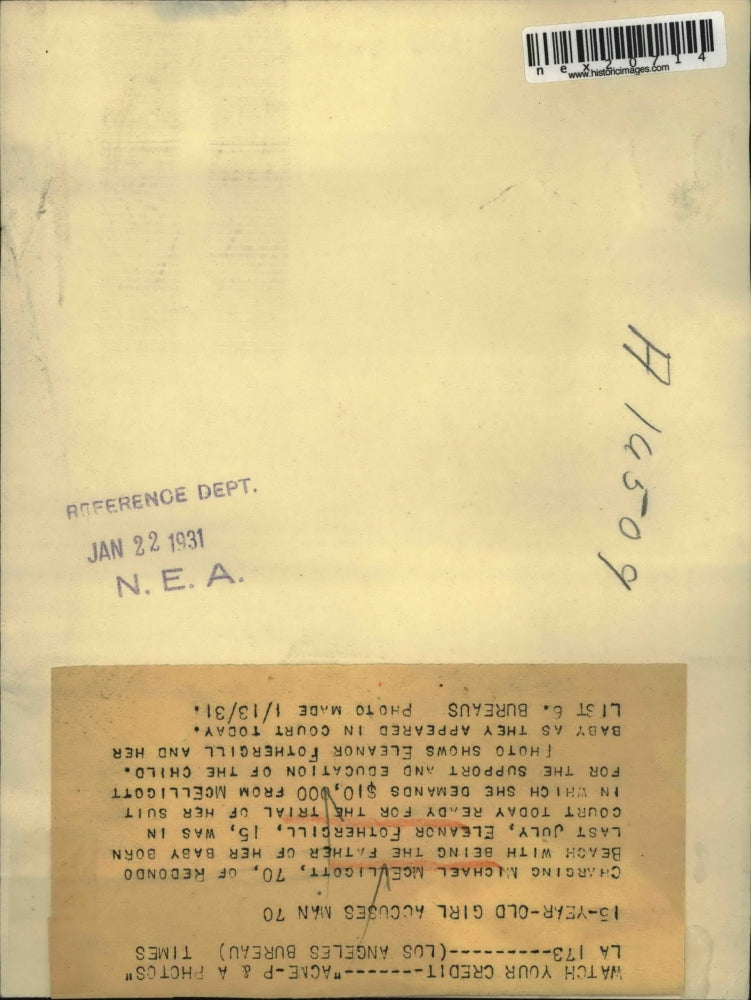 nex20714
www.historicimages.com
H 14509
REFERENCE DEPT.
JAN 22 1931
N. E. A.
WATCH YOUR CREDIT--------"ACME-P & A PHOTOS"
LA 173-----------(LOS ANGELES BUREAU) TIMES
15-YEAR-OLD GIRL ACCUSES MAN 70
CHARGING MICHAEL MCELLIGOTT, 70, OF REDONDO
BEACH WITH BEING THE FATHER OF HER BABY BORN
LAST JULY, ELEANOR FOTHERGILL, 15, WAS IN
COURT TODAY READY FOR THE TRIAL OF HER SUIT
IN WHICH SHE DEMANDS $10,000 FROM MCELLIGOTT
FOR THE SUPPORT AND EDUCATION OF THE CHILD.
PHOTO SHOWS ELEANOR FOTHERGILL AND HER
BABY AS THEY APPEARED IN COURT TODAY.
LIST 6. BUREAUS PHOTO MADE 1/13/31.